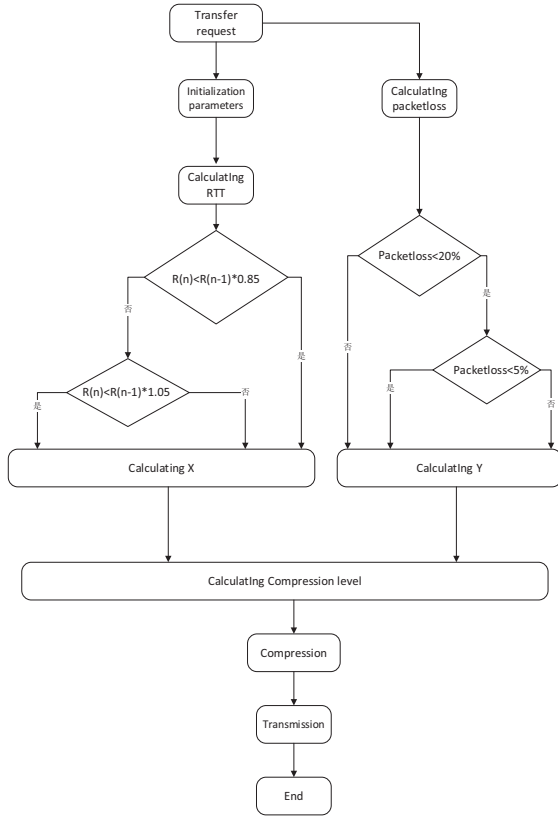 Transfer
request
Initialization
parameters
CalculatIng
packetloss
CalculatIng
RTT
R(n)<R(n-1)*0.85
Packetloss<20%
否
是
是
否
R(n)<R(n-1)*1.05
Packetloss<5%
是
否
是
否
Calculating X
CalculatIng Y
CalculatIng Compression level
Compression
Transmission
End